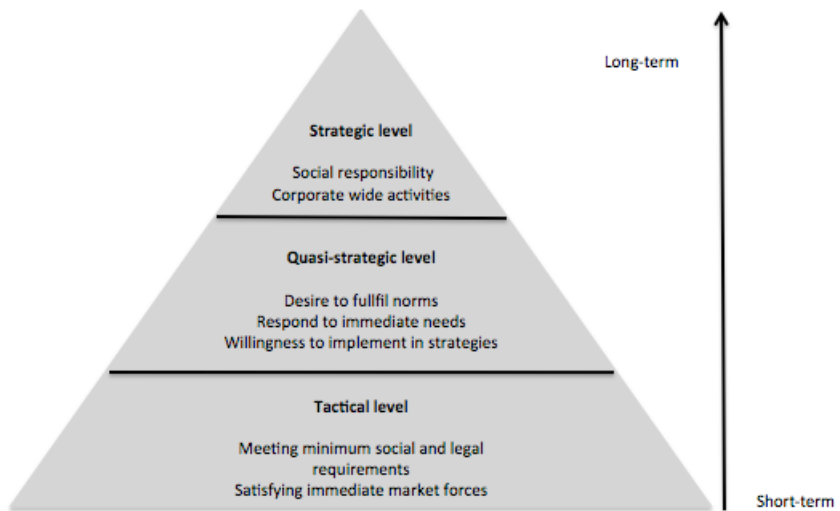 Long-term
Strategic level
Social responsibility
Corporate wide activities
Quasi-strategic level
Desire to fullfil norms
Respond to immediate needs
Willingness to implement in strategies
Tactical level
Meeting minimum social and legal
requirements
Satisfying immediate market forces
Short-term